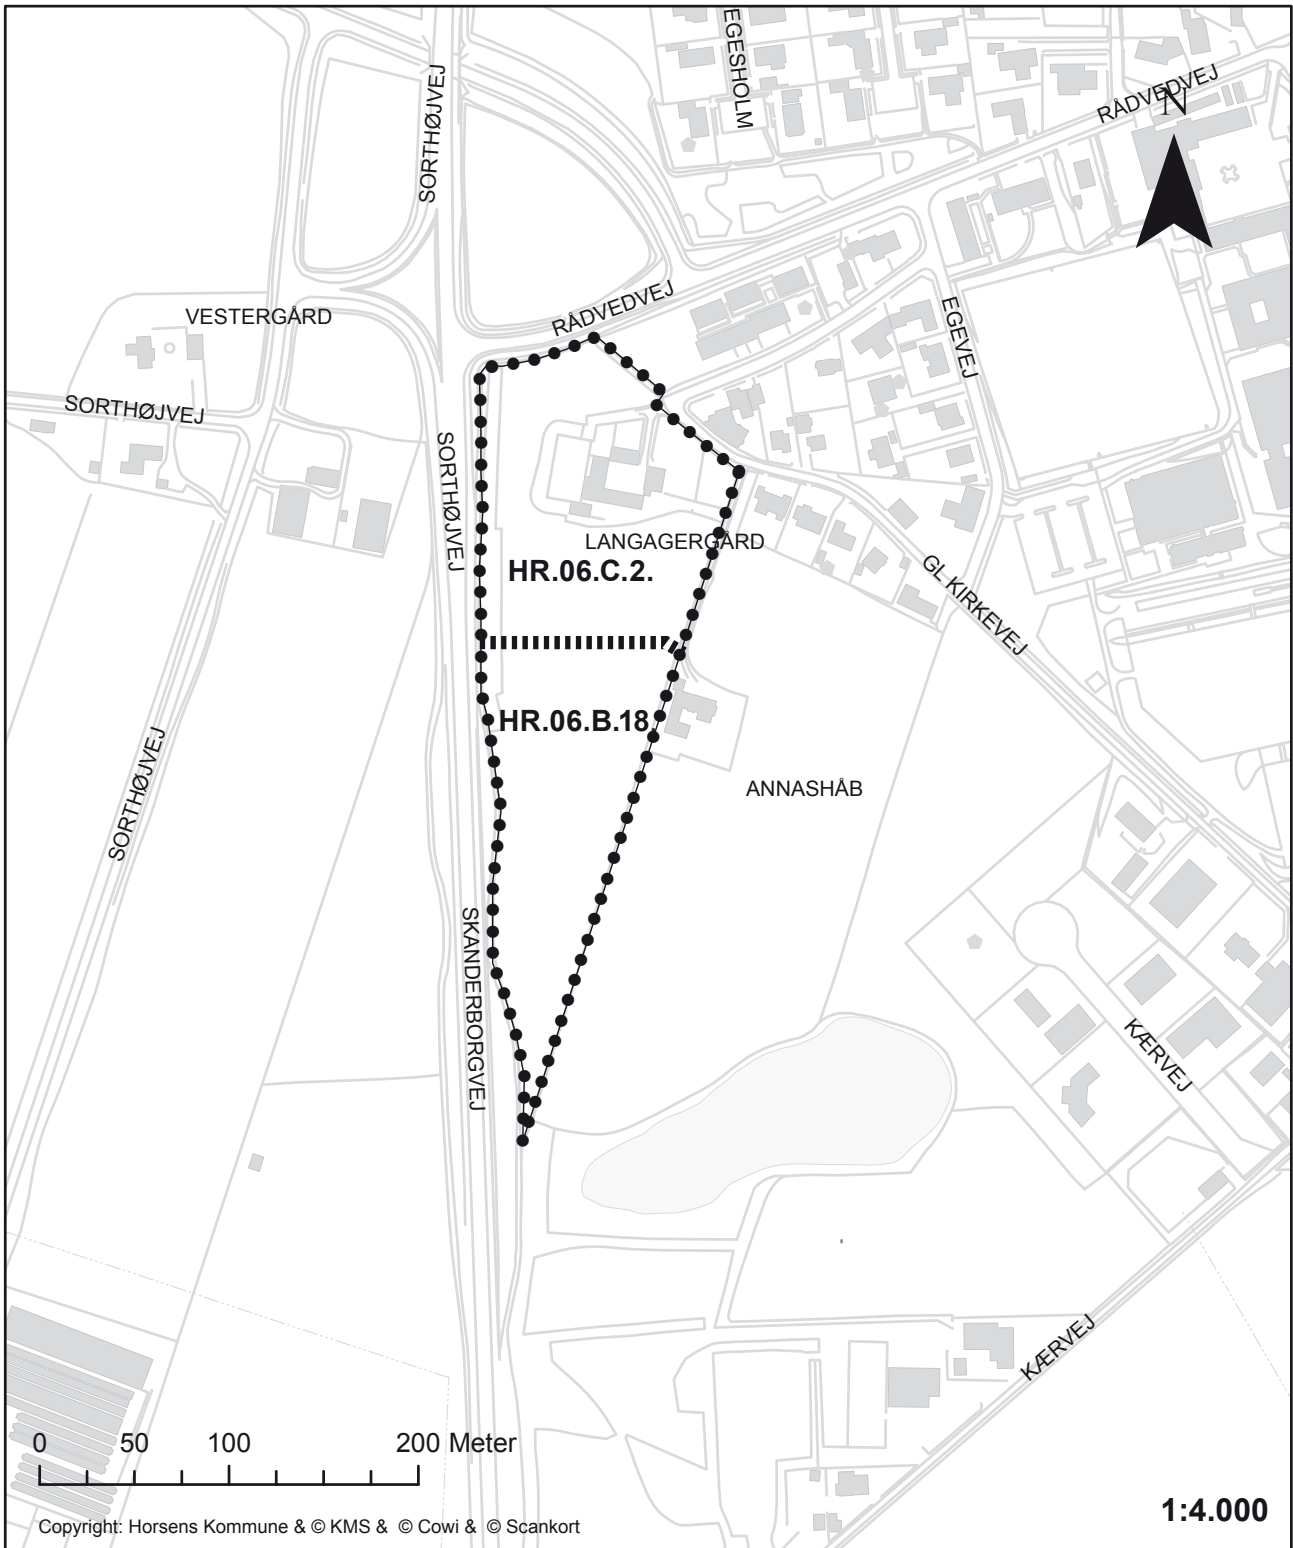 EGESHOLM
SORTHØJVEJ
RÅDVEDVEJ
N
RÅDVEDVEJ
VESTERGÅRD
EGEVEJ
SORTHØJVEJ
SORTHØJVEJ
LANGAGERGÅRD
HR.06.C.2.
GL KIRKEVEJ
HR.06.B.18
SORTHØJVEJ
ANNASHÅB
SKANDERBORGVEJ
KÆRVEJ
KÆRVEJ
0 50 100 200 Meter
1:4.000
Copyright: Horsens Kommune & © KMS & © Cowi & © Scankort